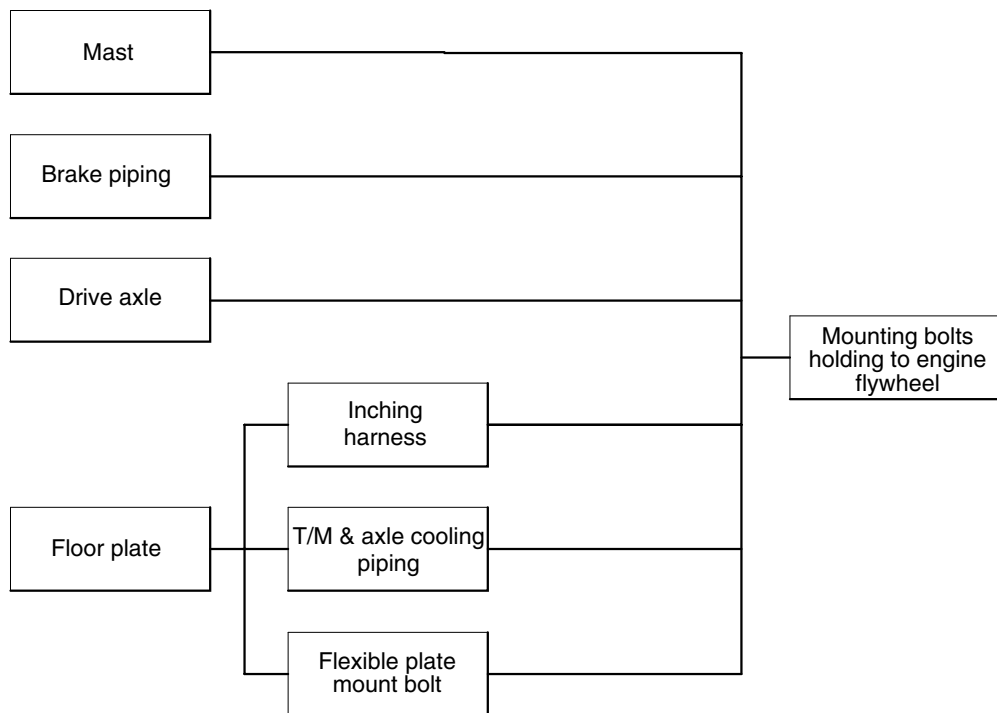 Mast
Brake piping
Drive axle
Mounting bolts
holding to engine
flywheel
Inching
harness
Floor plate
T/M & axle cooling
piping
Flexible plate
mount bolt